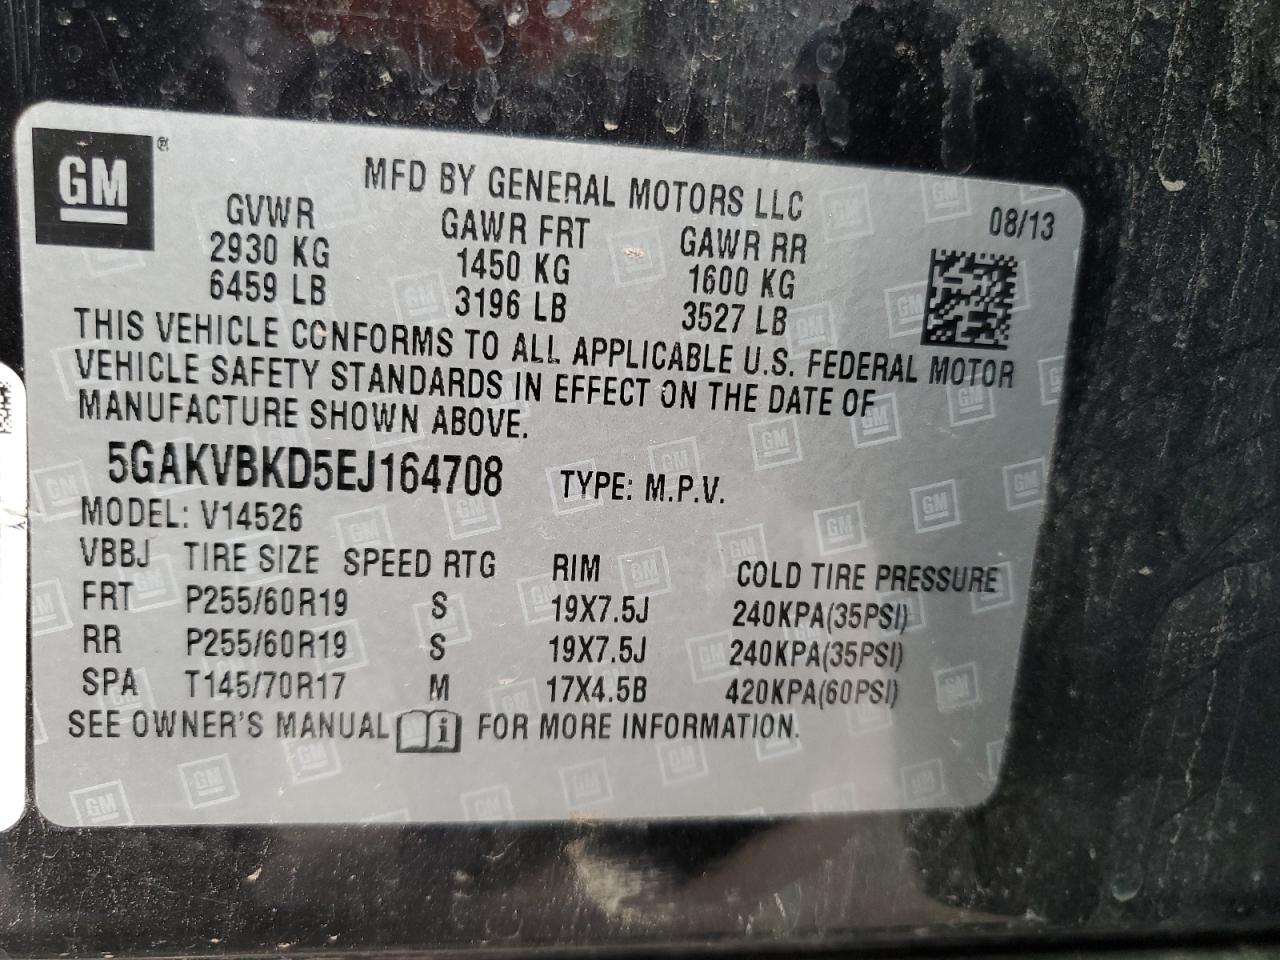 GM®
MFD BY GENERAL MOTORS LLC
08/13
GVWR GAWR FRT GAWR RR
2930 KG 1450 KG 1600 KG
6459 LB 3196 LB 3527 LB
THIS VEHICLE CONFORMS TO ALL APPLICABLE U.S. FEDERAL MOTOR
VEHICLE SAFETY STANDARDS IN EFFECT ON THE DATE OF
MANUFACTURE SHOWN ABOVE.
5GAKVBKD5EJ164708 TYPE: M.P.V.
MODEL: V14526
VBBJ TIRE SIZE SPEED RTG RIM COLD TIRE PRESSURE
FRT P255/60R19 S 19X7.5J 240KPA(35PSI)
RR P255/60R19 S 19X7.5J 240KPA(35PSI)
SPA T145/70R17 M 17X4.5B 420KPA(60PSI)
SEE OWNER'S MANUAL i FOR MORE INFORMATION.